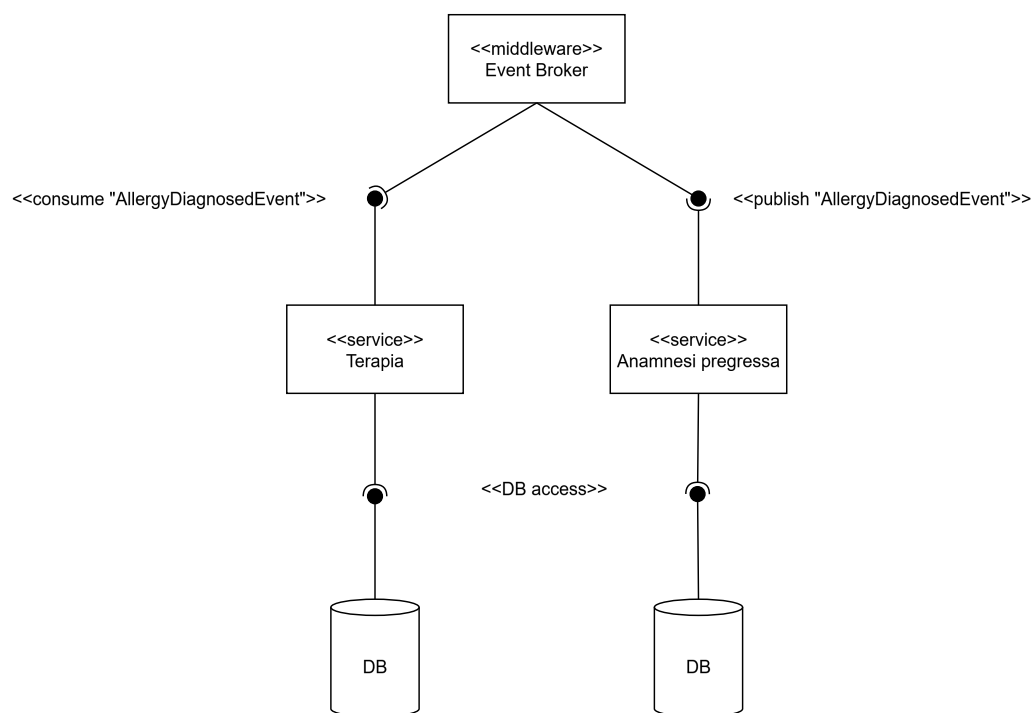 <<middleware>>
Event Broker
<<consume "AllergyDiagnosedEvent">>
<<publish "AllergyDiagnosedEvent">>
<<service>>
Terapia
<<service>>
Anamnesi pregressa
<<DB access>>
DB
DB